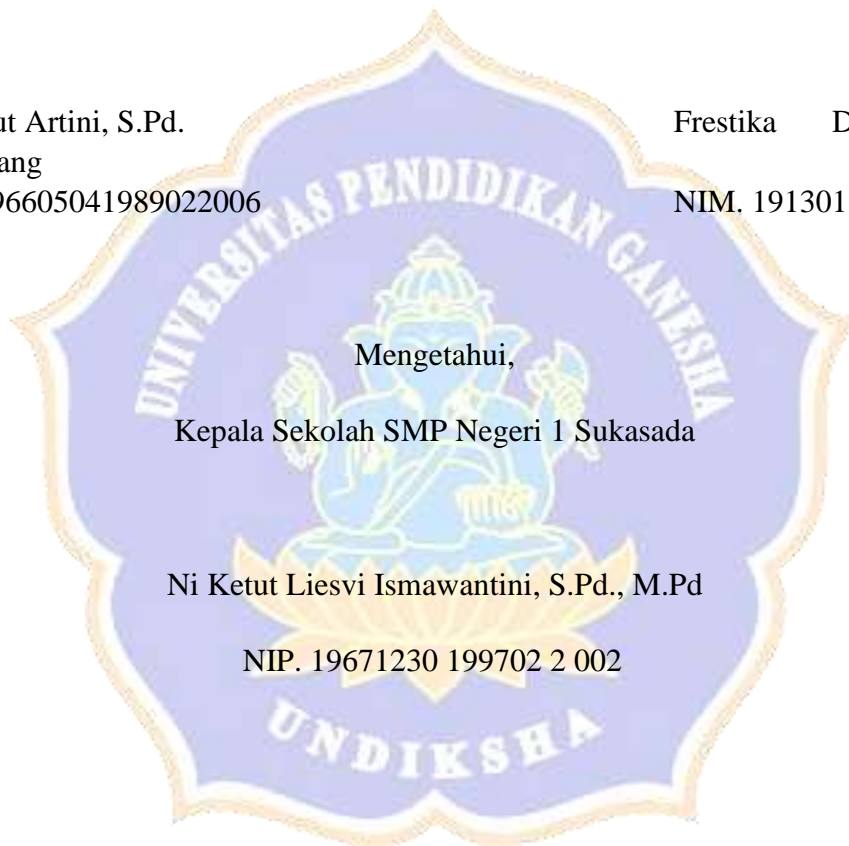 ut Artini, S.Pd.
ang
96605041989022006
Frestika D
NIM. 191301
UNIVERSITAS PENDIDIKAN GANESHA
Mengetahui,
Kepala Sekolah SMP Negeri 1 Sukasada
Ni Ketut Liesvi Ismawantini, S.Pd., M.Pd
NIP. 19671230 199702 2 002
UNDIKSHA